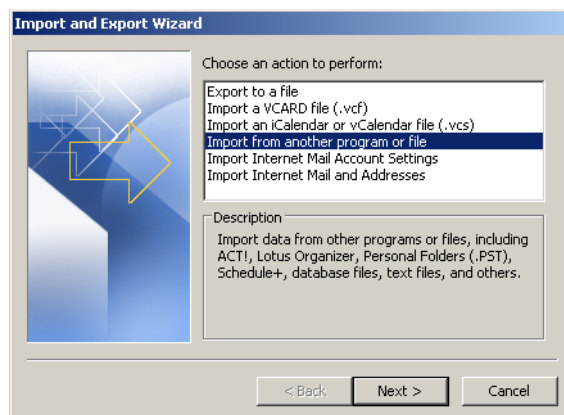 Import and Export Wizard
Choose an action to perform:
Export to a file
Import a VCARD file (.vcf)
Import an iCalendar or vCalendar file (.vcs)
Import from another program or file
Import Internet Mail Account Settings
Import Internet Mail and Addresses
Description
Import data from other programs or files, including
ACT!, Lotus Organizer, Personal Folders (.PST),
Schedule+, database files, text files, and others.
< Back Next > Cancel